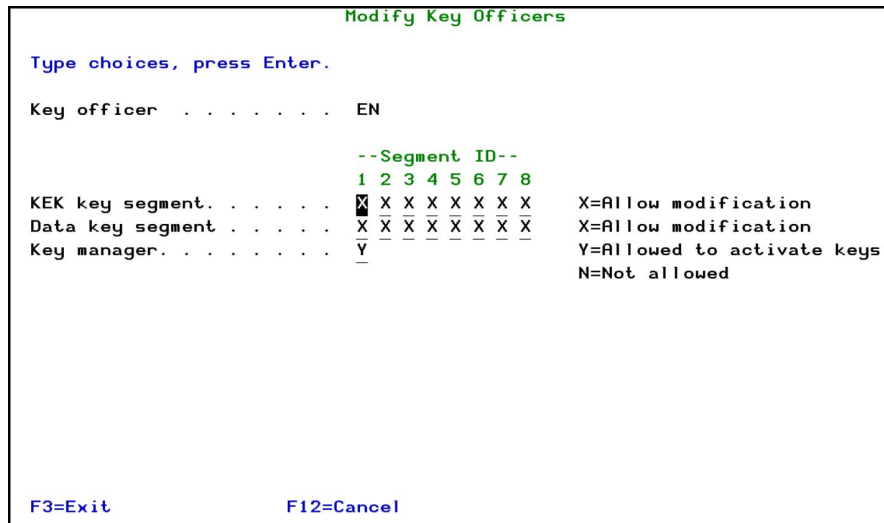 Modify Key Officers
Type choices, press Enter.
Key officer . . . . . . . EN
--Segment ID--
1 2 3 4 5 6 7 8
KEK key segment. . . . . . X X X X X X X X X=Allow modification
Data key segment . . . . . X X X X X X X X X=Allow modification
Key manager. . . . . . . . Y Y=Allowed to activate keys
N=Not allowed
F3=Exit F12=Cancel